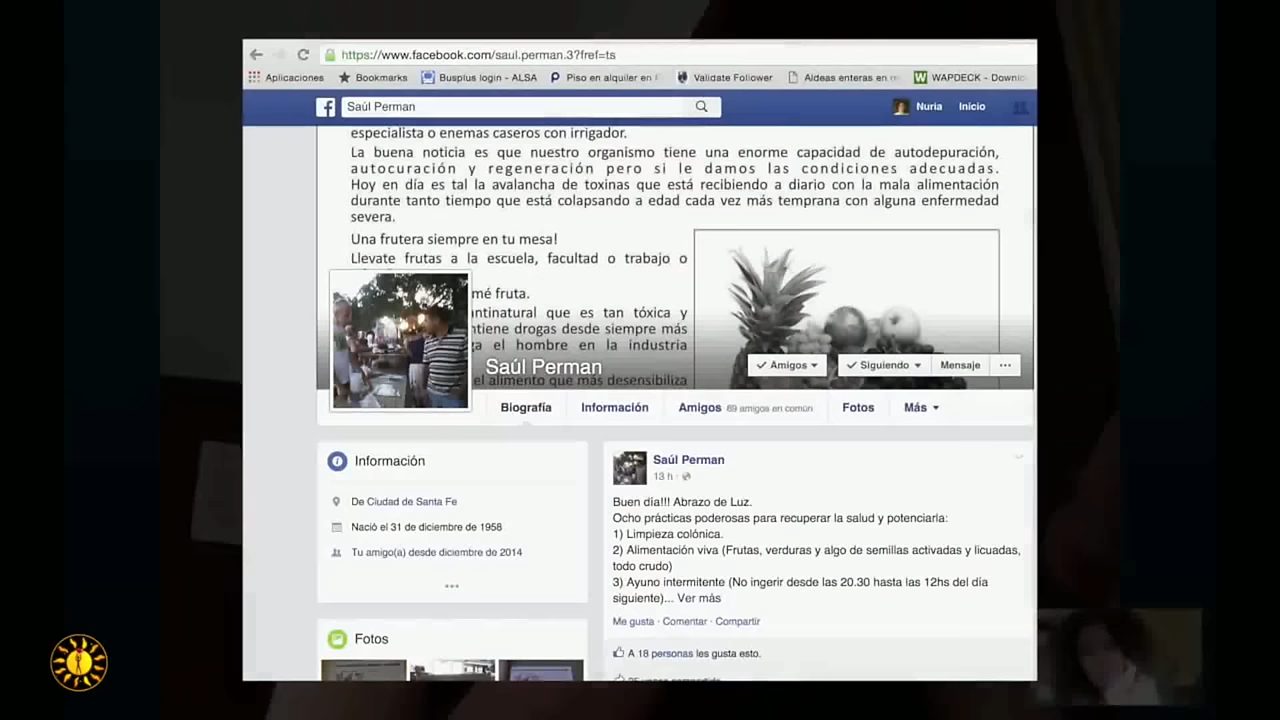 https://www.facebook.com/saul.perman.3?fref=ts
Aplicaciones Bookmarks Busplus login - ALSA Piso en alquiler en Validate Follower Aldeas enteras en WAPDECK - Downlo
Saúl Perman Nuria Inicio
especialista o enemas caseros con irrigador.
La buena noticia es que nuestro organismo tiene una enorme capacidad de autodepuración,
autocuración y regeneración pero si le damos las condiciones adecuadas.
Hoy en día es tal la avalancha de toxinas que está recibiendo a diario con la mala alimentación
durante tanto tiempo que está colapsando a edad cada vez más temprana con alguna enfermedad
severa.
Una frutera siempre en tu mesa!
Llevate frutas a la escuela, facultad o trabajo o
mé fruta.
ntinatural que es tan tóxica y
ntiene drogas desde siempre más
a el hombre en la industria
el alimento que más desensibiliza
Saúl Perman
Amigos Siguiendo Mensaje ...
Biografía Información Amigos 69 amigos en común Fotos Más
Información
De Ciudad de Santa Fe
Nació el 31 de diciembre de 1958
Tu amigo(a) desde diciembre de 2014
...
Fotos
Saúl Perman
13 h ·
Buen día!!! Abrazo de Luz.
Ocho prácticas poderosas para recuperar la salud y potenciarla:
1) Limpieza colónica.
2) Alimentación viva (Frutas, verduras y algo de semillas activadas y licuadas,
todo crudo)
3) Ayuno intermitente (No ingerir desde las 20.30 hasta las 12hs del día
siguiente)... Ver más
Me gusta · Comentar · Compartir
A 18 personas les gusta esto.